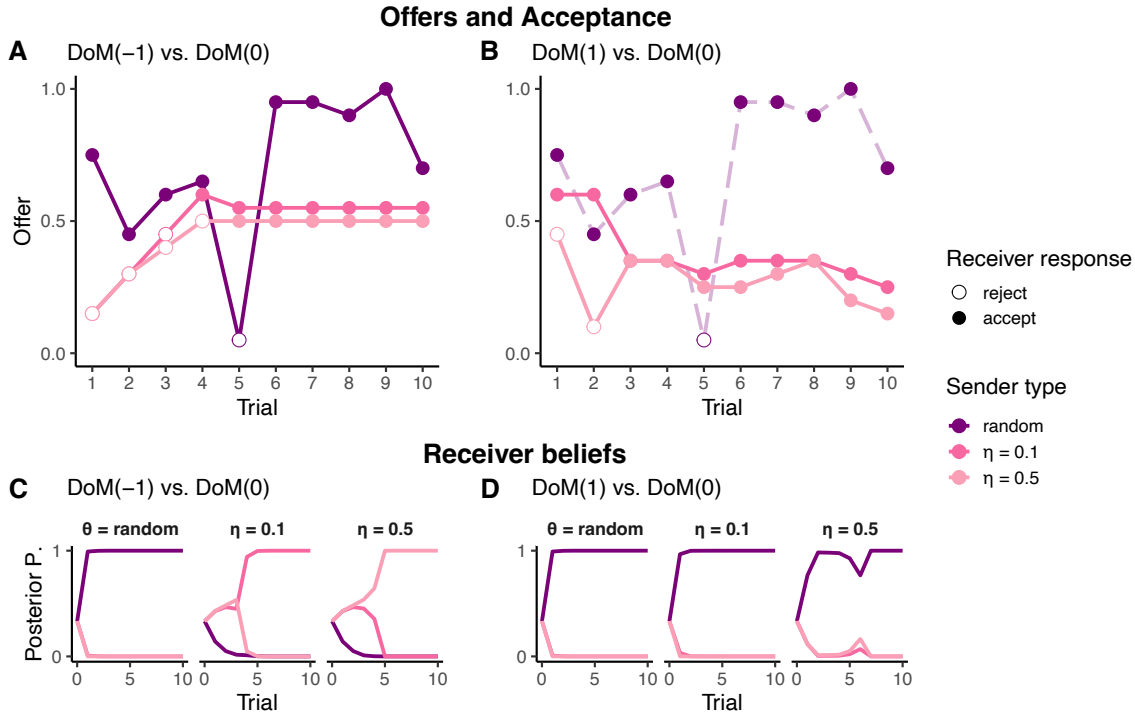 Offers and Acceptance
A DoM(−1) vs. DoM(0)
B DoM(1) vs. DoM(0)
1.0
0.5
0.0
Offer
1 2 3 4 5 6 7 8 9 10
Trial
1.0
0.5
0.0
1 2 3 4 5 6 7 8 9 10
Trial
Receiver response
reject
accept
Sender type
random
η = 0.1
η = 0.5
Receiver beliefs
C DoM(−1) vs. DoM(0)
D DoM(1) vs. DoM(0)
θ = random η = 0.1 η = 0.5
θ = random η = 0.1 η = 0.5
1
0
Posterior P.
0 5 10 0 5 10 0 5 10
Trial
1
0
0 5 10 0 5 10 0 5 10
Trial